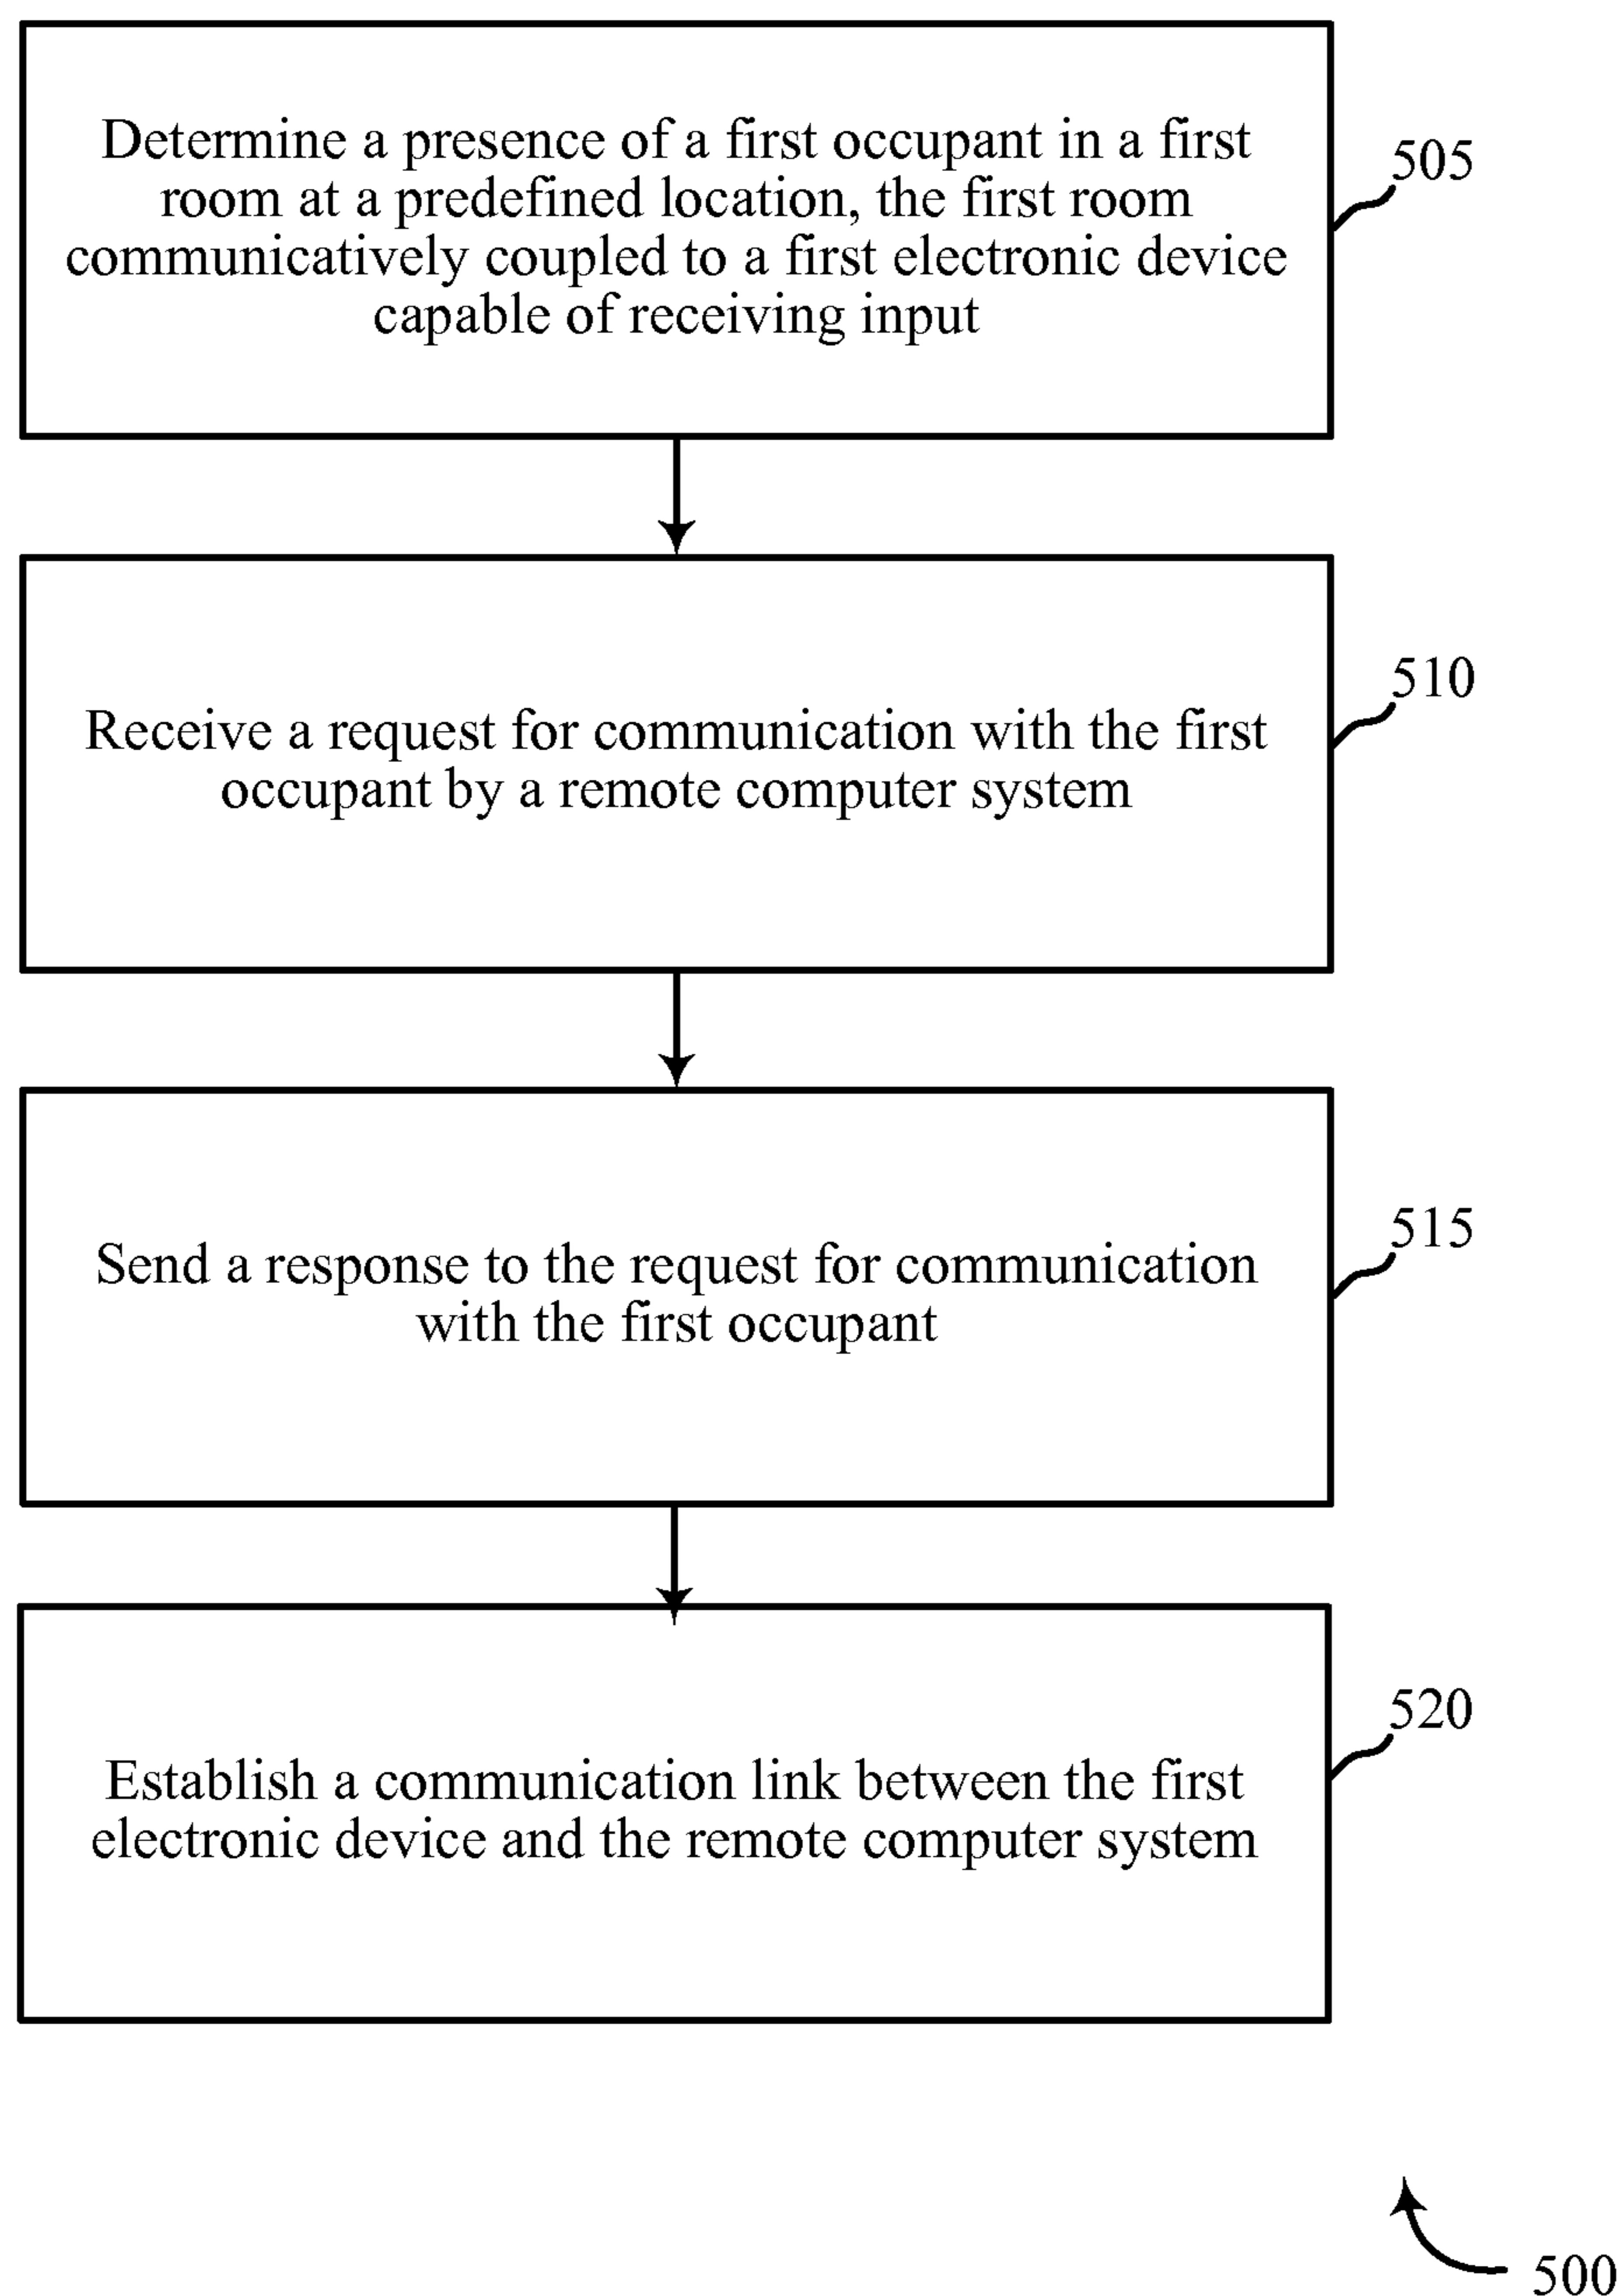 Determine a presence of a first occupant in a first
room at a predefined location, the first room
communicatively coupled to a first electronic device
capable of receiving input
505
Receive a request for communication with the first
occupant by a remote computer system
510
Send a response to the request for communication
with the first occupant
515
Establish a communication link between the first
electronic device and the remote computer system
520
500